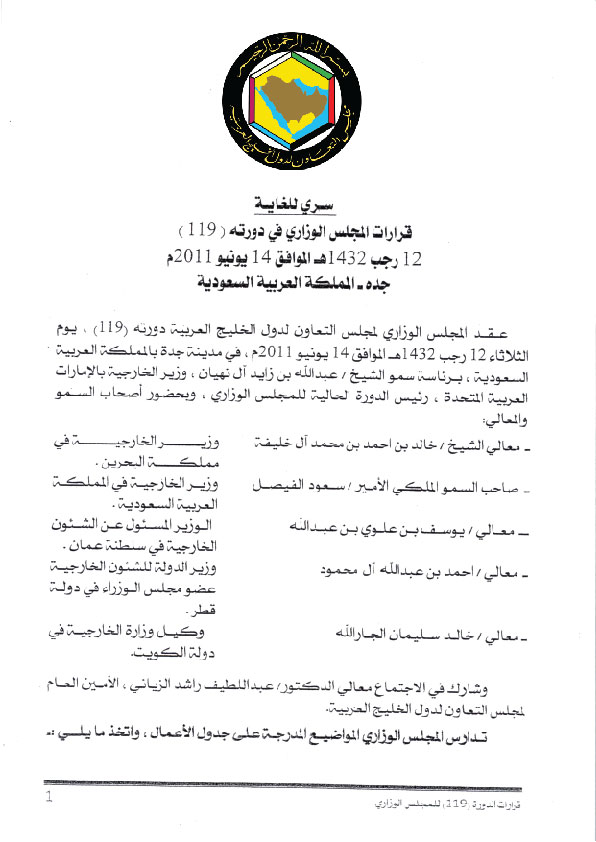 بسم الله الرحمن الرحيم
مجلس التعاون لدول الخليج العربية
سري للغاية
قرارات المجلس الوزاري في دورته ( 119 )
12 رجب 1432هـ الموافق 14 يونيو 2011م
جده ـ المملكة العربية السعودية
عقد المجلس الوزاري لمجلس التعاون لدول الخليج العربية دورته (119) ، يوم
الثلاثاء 12 رجب 1432هـ الموافق 14 يونيو 2011م ، في مدينة جدة بالمملكة العربية
السعودية ، برئاسة سمو الشيخ / عبدالله بن زايد آل نهيان ، وزير الخارجية بالإمارات
العربية المتحدة ، رئيس الدورة لحالية للمجلس الوزاري ، وبحضور أصحاب السمو
والمعالي:
ـ معالي الشيخ / خالد بن احمد بن محمد آل خليفة وزير الخارجية في
مملكة البحرين .
ـ صاحب السمو الملكي الأمير / سعود الفيصل وزير الخارجية في المملكة
العربية السعودية .
ـ معالي / يوسف بن علوي بن عبدالله الوزير المسئول عن الشئون
الخارجية في سلطنة عمان .
ـ معالي / احمد بن عبدالله آل محمود وزير الدولة للشئون الخارجية
عضو مجلس الوزراء في دولة
قطر .
ـ معالي / خالد سليمان الجارالله وكيل وزارة الخارجية في
دولة الكويت.
وشارك في الاجتماع معالي الدكتور/ عبداللطيف راشد الزياني ، الأمين العام
لمجلس التعاون لدول الخليج العربية.
تدارس المجلس الوزاري المواضيع المدرجة على جدول الأعمال ، واتخذ ما يلي :ـ
قرارات الدورة (119) للمجلس الوزاري 1